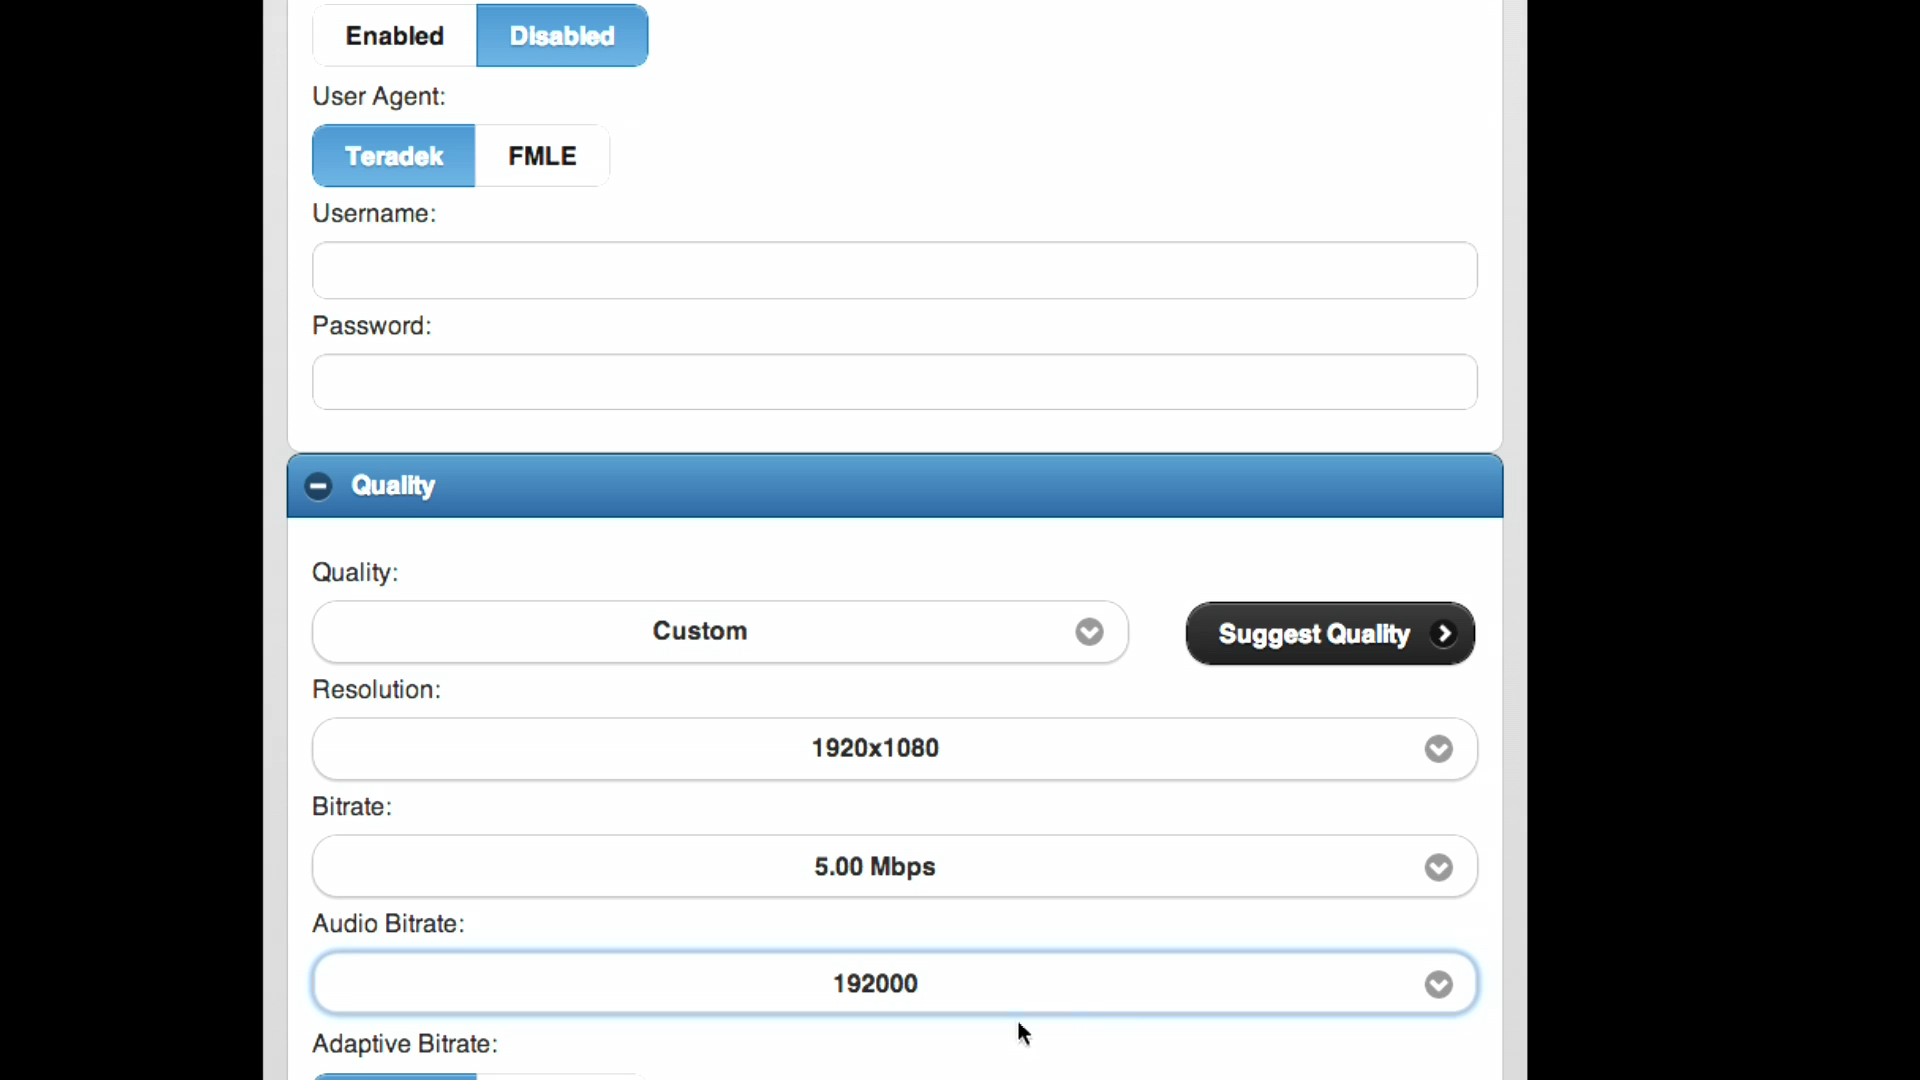 Enabled Disabled
User Agent:
Teradek FMLE
Username:
Password:
Quality
Quality:
Custom Suggest Quality
Resolution:
1920x1080
Bitrate:
5.00 Mbps
Audio Bitrate:
192000
Adaptive Bitrate: